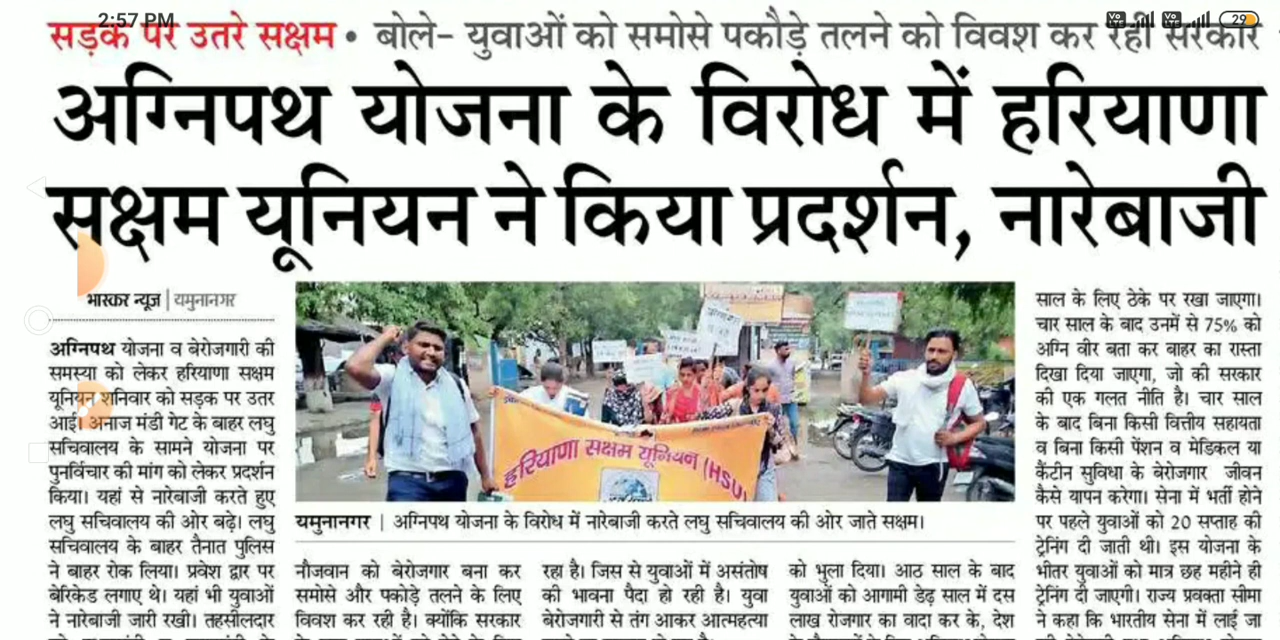 2:57 PM
29
सड़क पर उतरे सक्षम • बोले- युवाओं को समोसे पकौड़े तलने को विवश कर रही सरकार
अग्निपथ योजना के विरोध में हरियाणा
सक्षम यूनियन ने किया प्रदर्शन, नारेबाजी
भास्कर न्यूज | यमुनानगर
अग्निपथ योजना व बेरोजगारी की
समस्या को लेकर हरियाणा सक्षम
यूनियन शनिवार को सड़क पर उतर
आई। अनाज मंडी गेट के बाहर लघु
सचिवालय के सामने योजना पर
पुनर्विचार की मांग को लेकर प्रदर्शन
किया। यहां से नारेबाजी करते हुए
लघु सचिवालय की ओर बढ़े। लघु
सचिवालय के बाहर तैनात पुलिस
ने बाहर रोक लिया। प्रवेश द्वार पर
बेरिकेड लगाए थे। यहां भी युवाओं
ने नारेबाजी जारी रखी। तहसीलदार
हरियाणा सक्षम यूनियन (HSU)
यमुनानगर | अग्निपथ योजना के विरोध में नारेबाजी करते लघु सचिवालय की ओर जाते सक्षम।
नौजवान को बेरोजगार बना कर
समोसे और पकोड़े तलने के लिए
विवश कर रही है। क्योंकि सरकार
रहा है। जिस से युवाओं में असंतोष
की भावना पैदा हो रही है। युवा
बेरोजगारी से तंग आकर आत्महत्या
को भुला दिया। आठ साल के बाद
युवाओं को आगामी डेढ़ साल में दस
लाख रोजगार का वादा कर के, देश
साल के लिए ठेके पर रखा जाएगा।
चार साल के बाद उनमें से 75% को
अग्नि वीर बता कर बाहर का रास्ता
दिखा दिया जाएगा, जो की सरकार
की एक गलत नीति है। चार साल
के बाद बिना किसी वित्तीय सहायता
व बिना किसी पेंशन व मेडिकल या
कैंटीन सुविधा के बेरोजगार जीवन
कैसे यापन करेगा। सेना में भर्ती होने
पर पहले युवाओं को 20 सप्ताह की
ट्रेनिंग दी जाती थी। इस योजना के
भीतर युवाओं को मात्र छह महीने ही
ट्रेनिंग दी जाएगी। राज्य प्रवक्ता सीमा
ने कहा कि भारतीय सेना में लाई जा